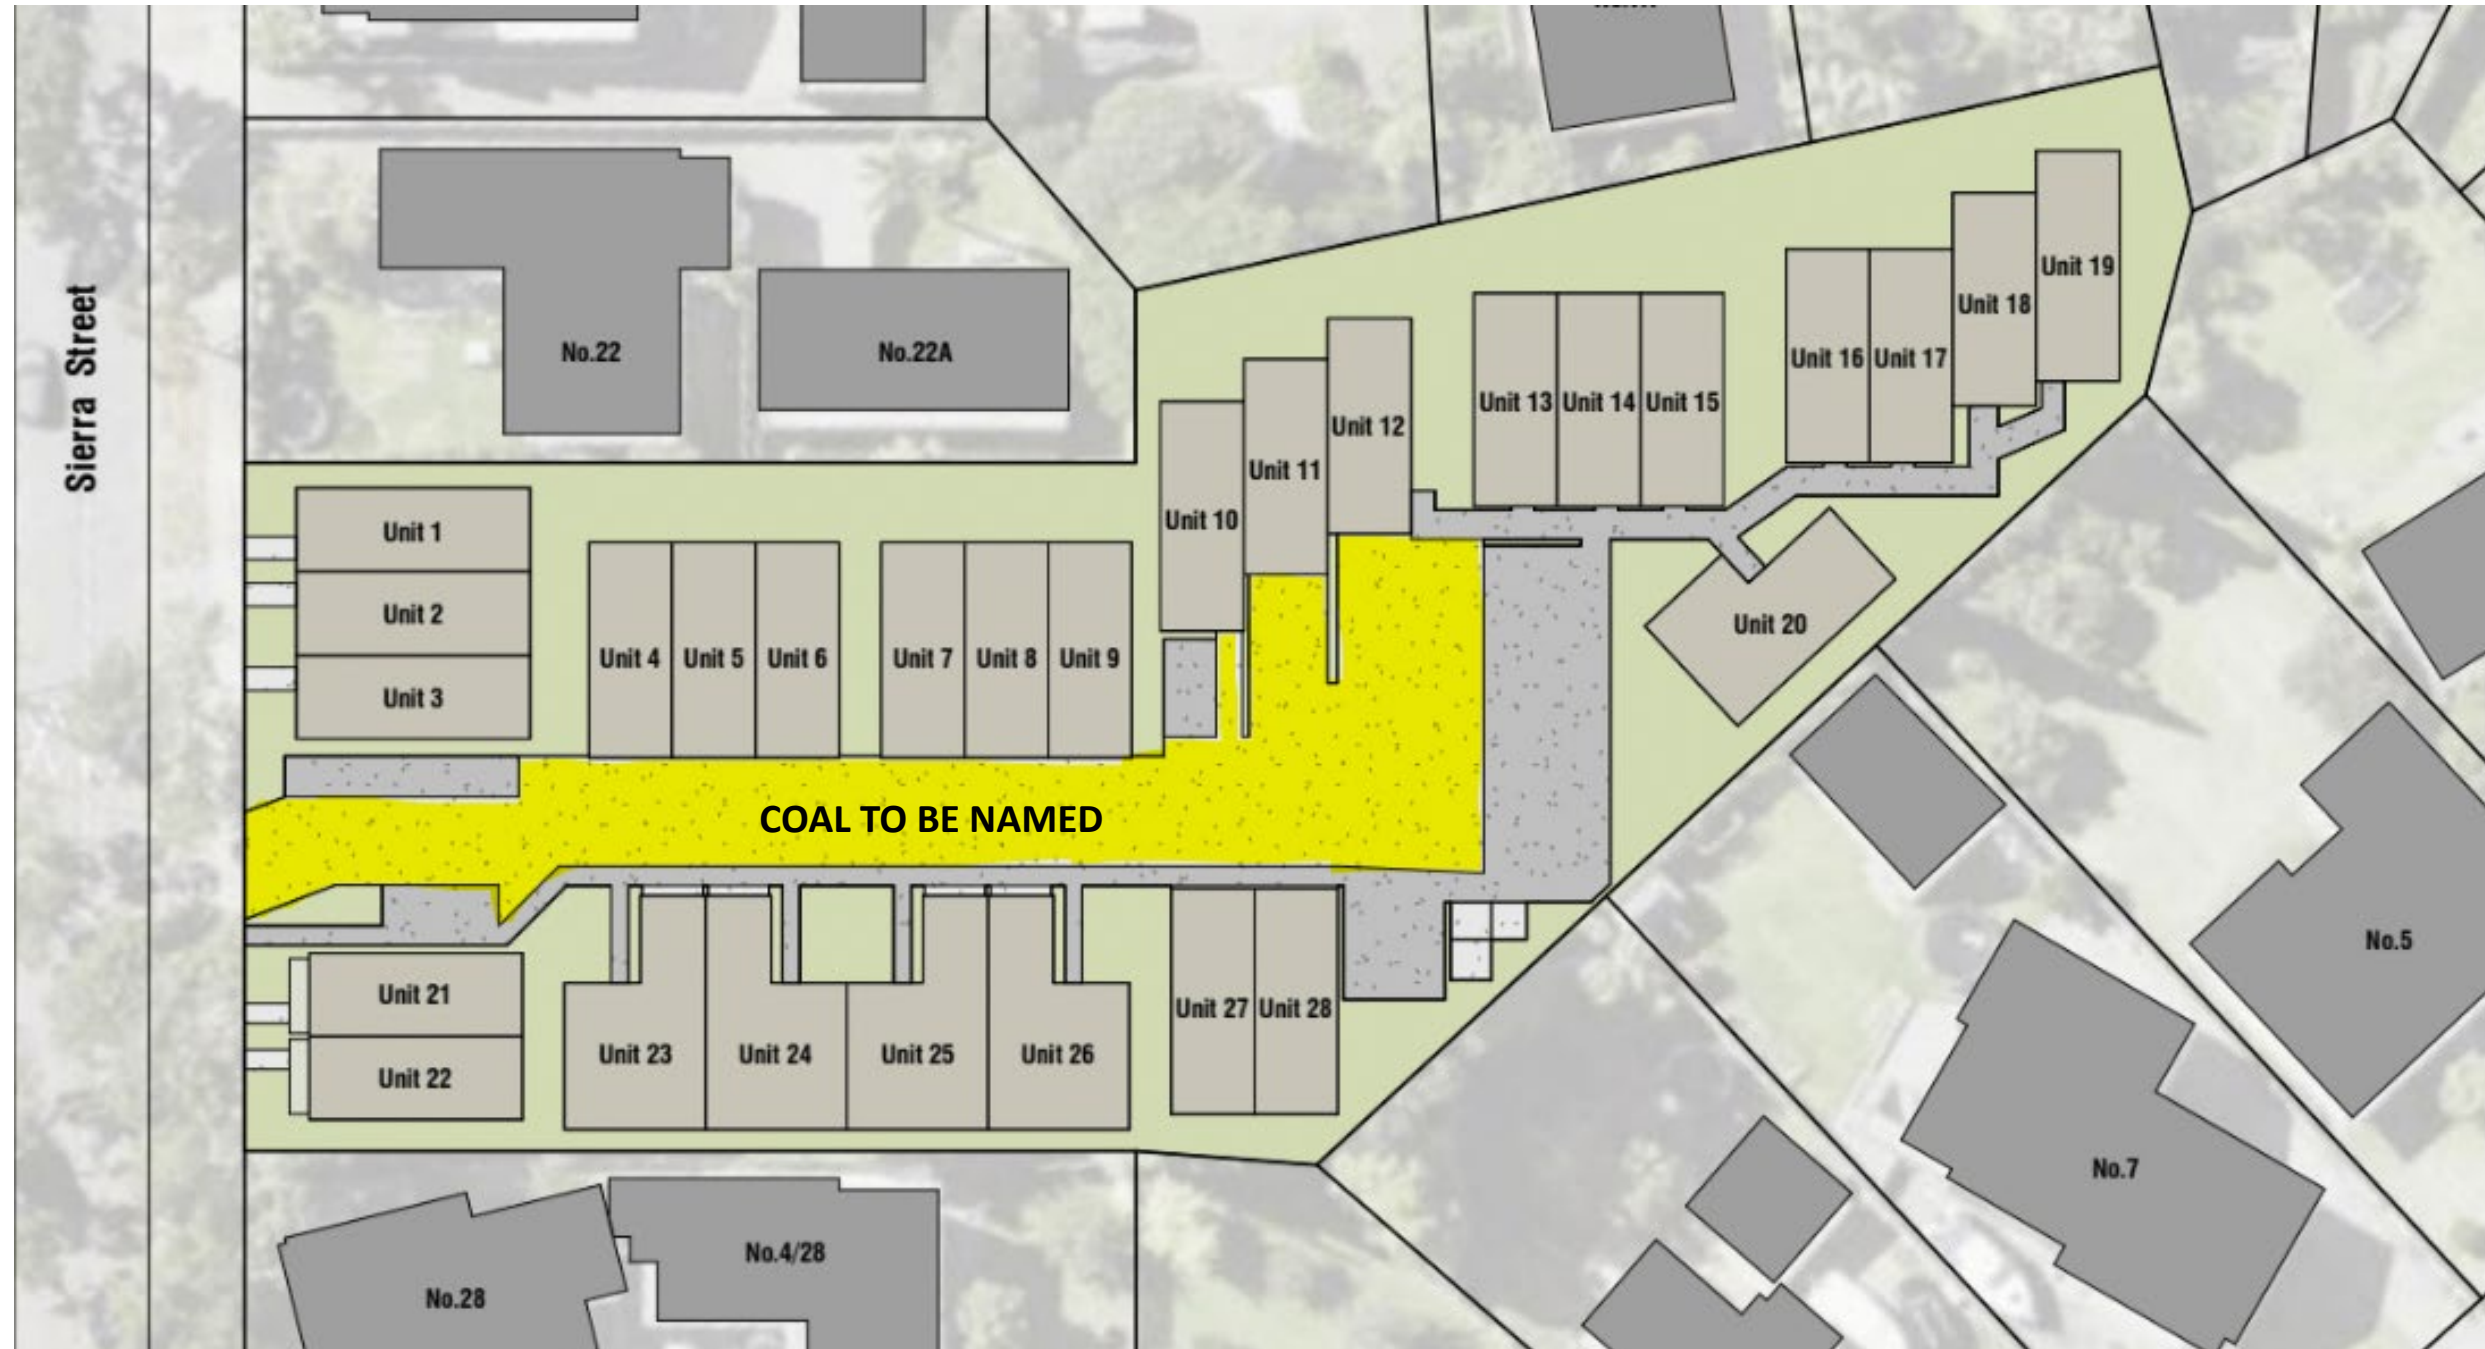 Sierra Street
No.22
No.22A
Unit 19
Unit 18
Unit 16
Unit 17
Unit 13
Unit 14
Unit 15
Unit 12
Unit 11
Unit 10
Unit 1
Unit 2
Unit 3
Unit 4
Unit 5
Unit 6
Unit 7
Unit 8
Unit 9
Unit 20
COAL TO BE NAMED
Unit 21
Unit 22
Unit 23
Unit 24
Unit 25
Unit 26
Unit 27
Unit 28
No.5
No.7
No.4/28
No.28